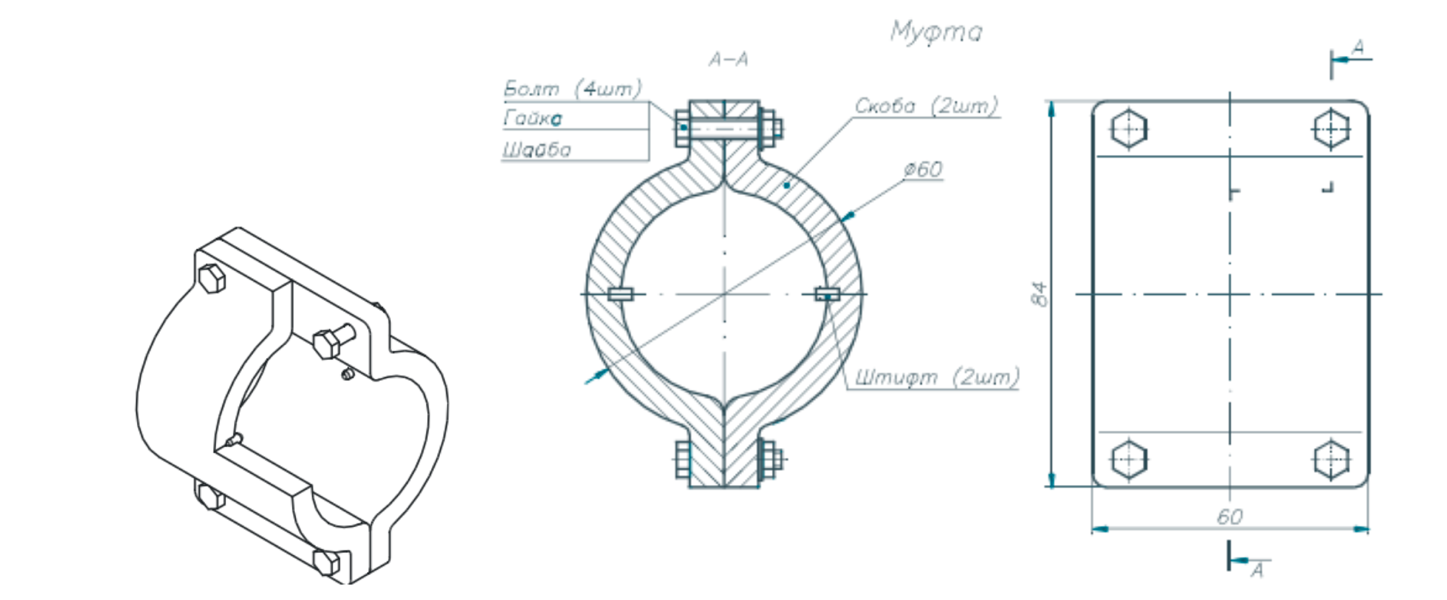 Муфта
А
А–А
Болт (4шт)
Гайка
Шайба
Скоба (2шт)
ø60
84
Штифт (2шт)
60
А